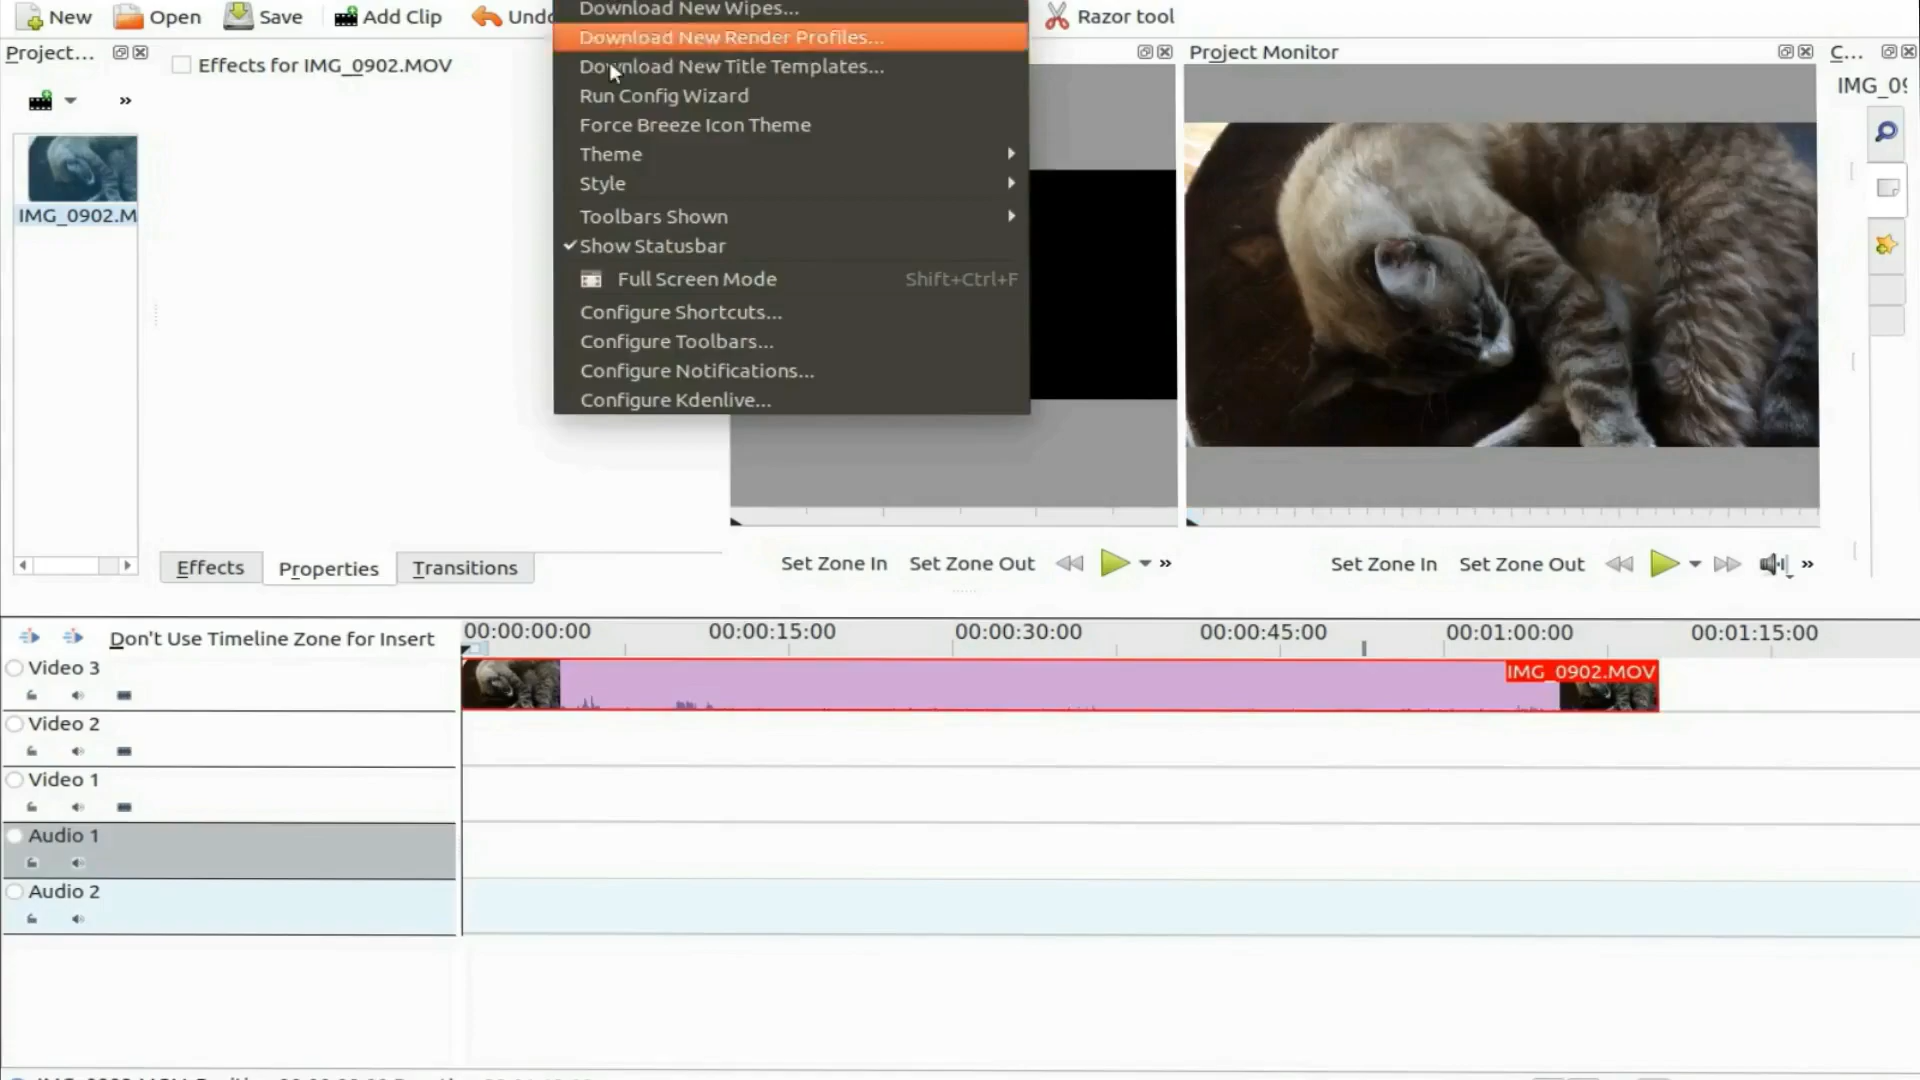 New
Open
Save
Add Clip
Undo
Download New Wipes...
Razor tool
Download New Render Profiles...
Download New Title Templates...
Run Config Wizard
Force Breeze Icon Theme
Theme
Style
Toolbars Shown
Show Statusbar
Full Screen Mode Shift+Ctrl+F
Configure Shortcuts...
Configure Toolbars...
Configure Notifications...
Configure Kdenlive...
Project...
Effects for IMG_0902.MOV
Project Monitor
C...
IMG_09
IMG_0902.M
Effects
Properties
Transitions
Set Zone In
Set Zone Out
Set Zone In
Set Zone Out
Don't Use Timeline Zone for Insert
00:00:00:00
00:00:15:00
00:00:30:00
00:00:45:00
00:01:00:00
00:01:15:00
Video 3
IMG_0902.MOV
Video 2
Video 1
Audio 1
Audio 2